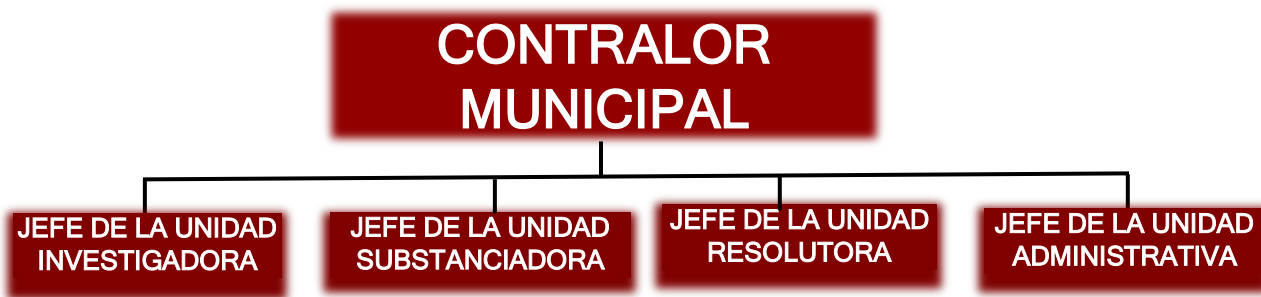 CONTRALOR
MUNICIPAL
JEFE DE LA UNIDAD
INVESTIGADORA
JEFE DE LA UNIDAD
SUBSTANCIADORA
JEFE DE LA UNIDAD
RESOLUTORA
JEFE DE LA UNIDAD
ADMINISTRATIVA